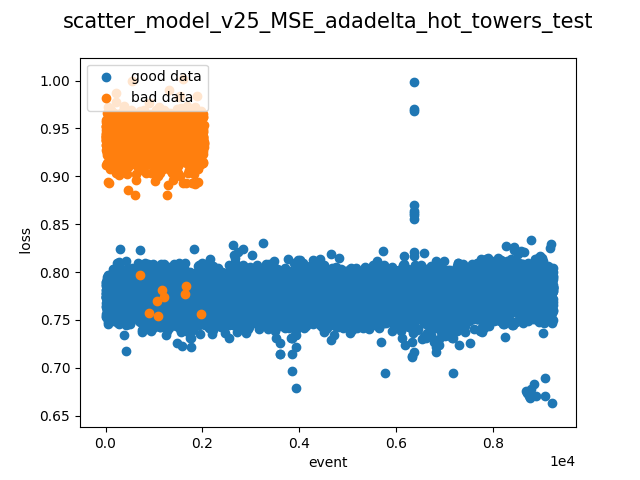 scatter_model_v25_MSE_adadelta_hot_towers_test
good data
bad data
1.00
0.95
0.90
0.85
0.80
0.75
0.70
0.65
loss
0.0
0.2
0.4
0.6
0.8
1e4
event